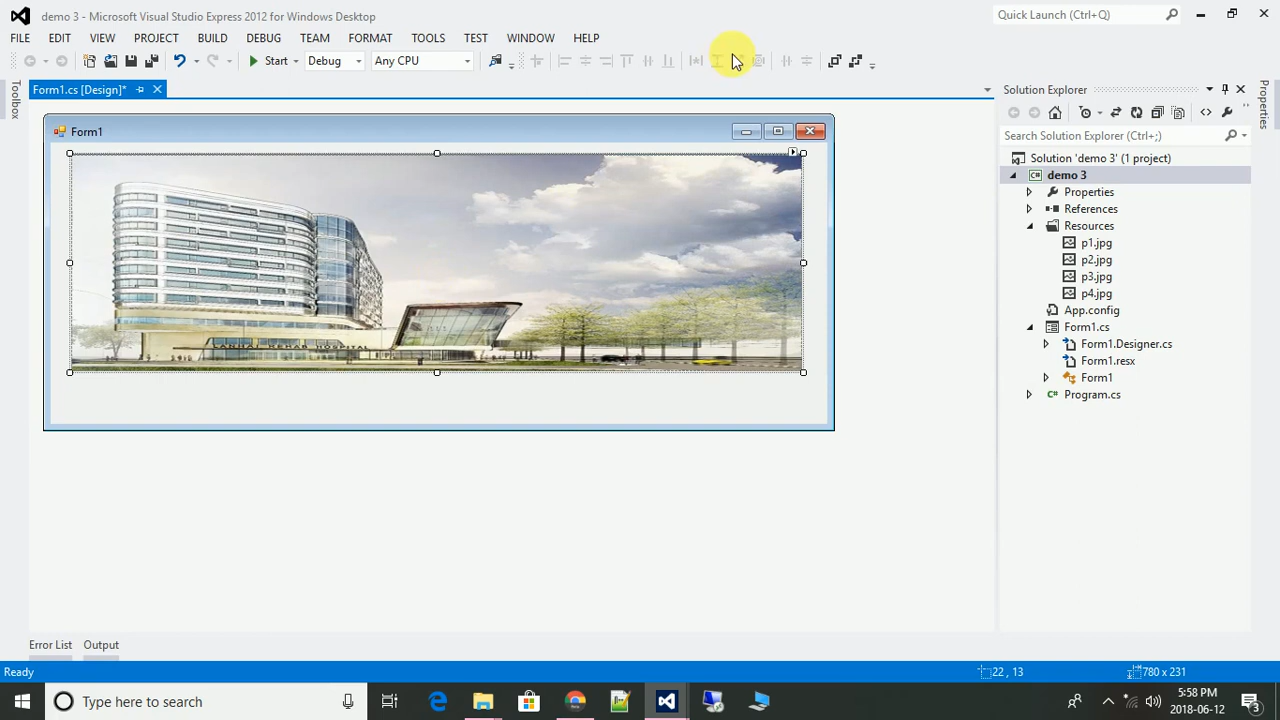 demo 3 - Microsoft Visual Studio Express 2012 for Windows Desktop
Quick Launch (Ctrl+Q)
FILE EDIT VIEW PROJECT BUILD DEBUG TEAM FORMAT TOOLS TEST WINDOW HELP
Start Debug Any CPU
Toolbox
Form1.cs [Design]*
Form1
LANHAI REHAB HOSPITAL
Solution Explorer
Search Solution Explorer (Ctrl+;)
Solution 'demo 3' (1 project)
C# demo 3
Properties
References
Resources
p1.jpg
p2.jpg
p3.jpg
p4.jpg
App.config
Form1.cs
Form1.Designer.cs
Form1.resx
Form1
C# Program.cs
Properties
Error List Output
Ready
22 , 13
780 x 231
Type here to search
5:58 PM
2018-06-12
3